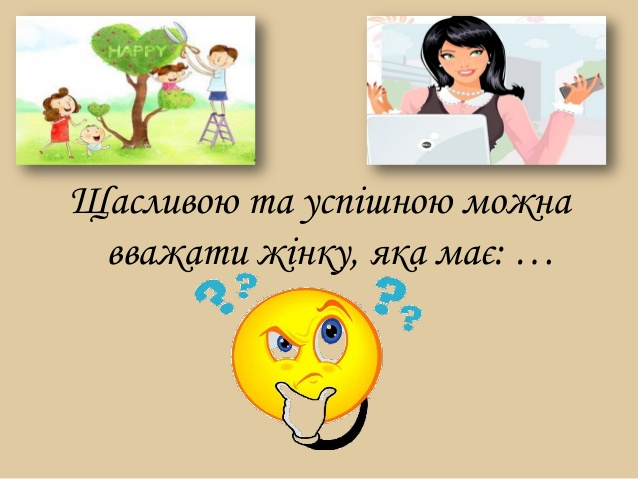 HAPPY
Щасливою та успішною можна
вважати жінку, яка має: …
? ? ? ?